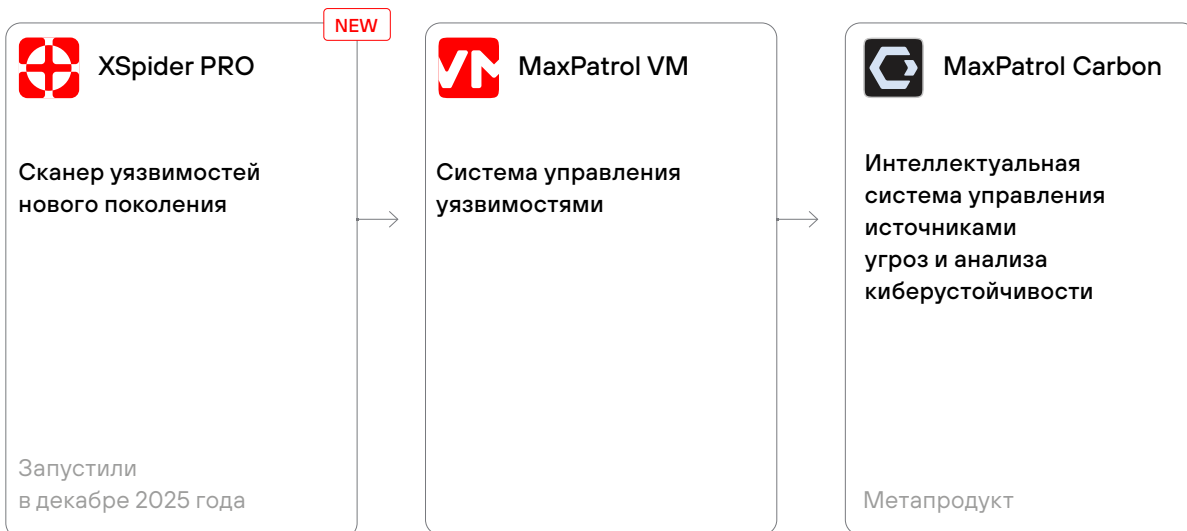 NEW
XSpider PRO
Сканер уязвимостей
нового поколения
Запустили
в декабре 2025 года
VM
MaxPatrol VM
Система управления
уязвимостями
MaxPatrol Carbon
Интеллектуальная
система управления
источниками
угроз и анализа
киберустойчивости
Метапродукт